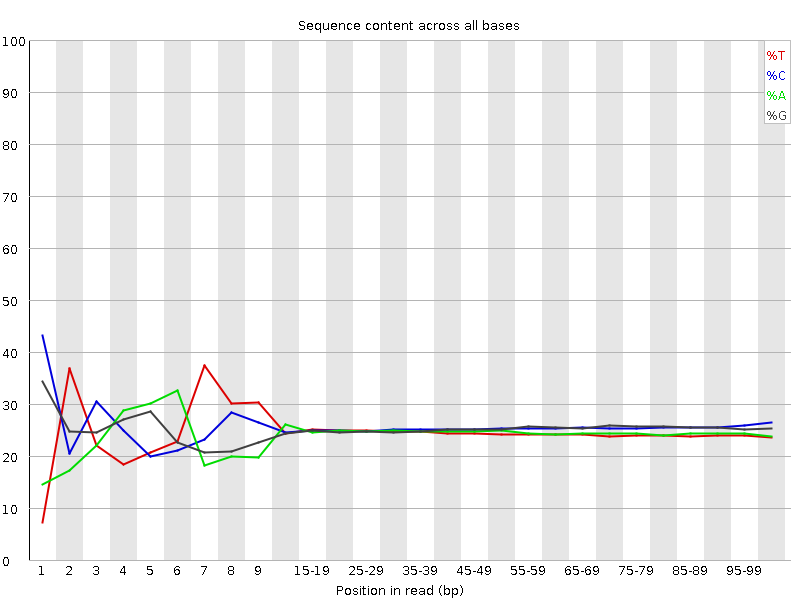 Sequence content across all bases
100
90
80
70
60
50
40
30
20
10
0
%T
%C
%A
%G
1 2 3 4 5 6 7 8 9 15-19 25-29 35-39 45-49 55-59 65-69 75-79 85-89 95-99
Position in read (bp)